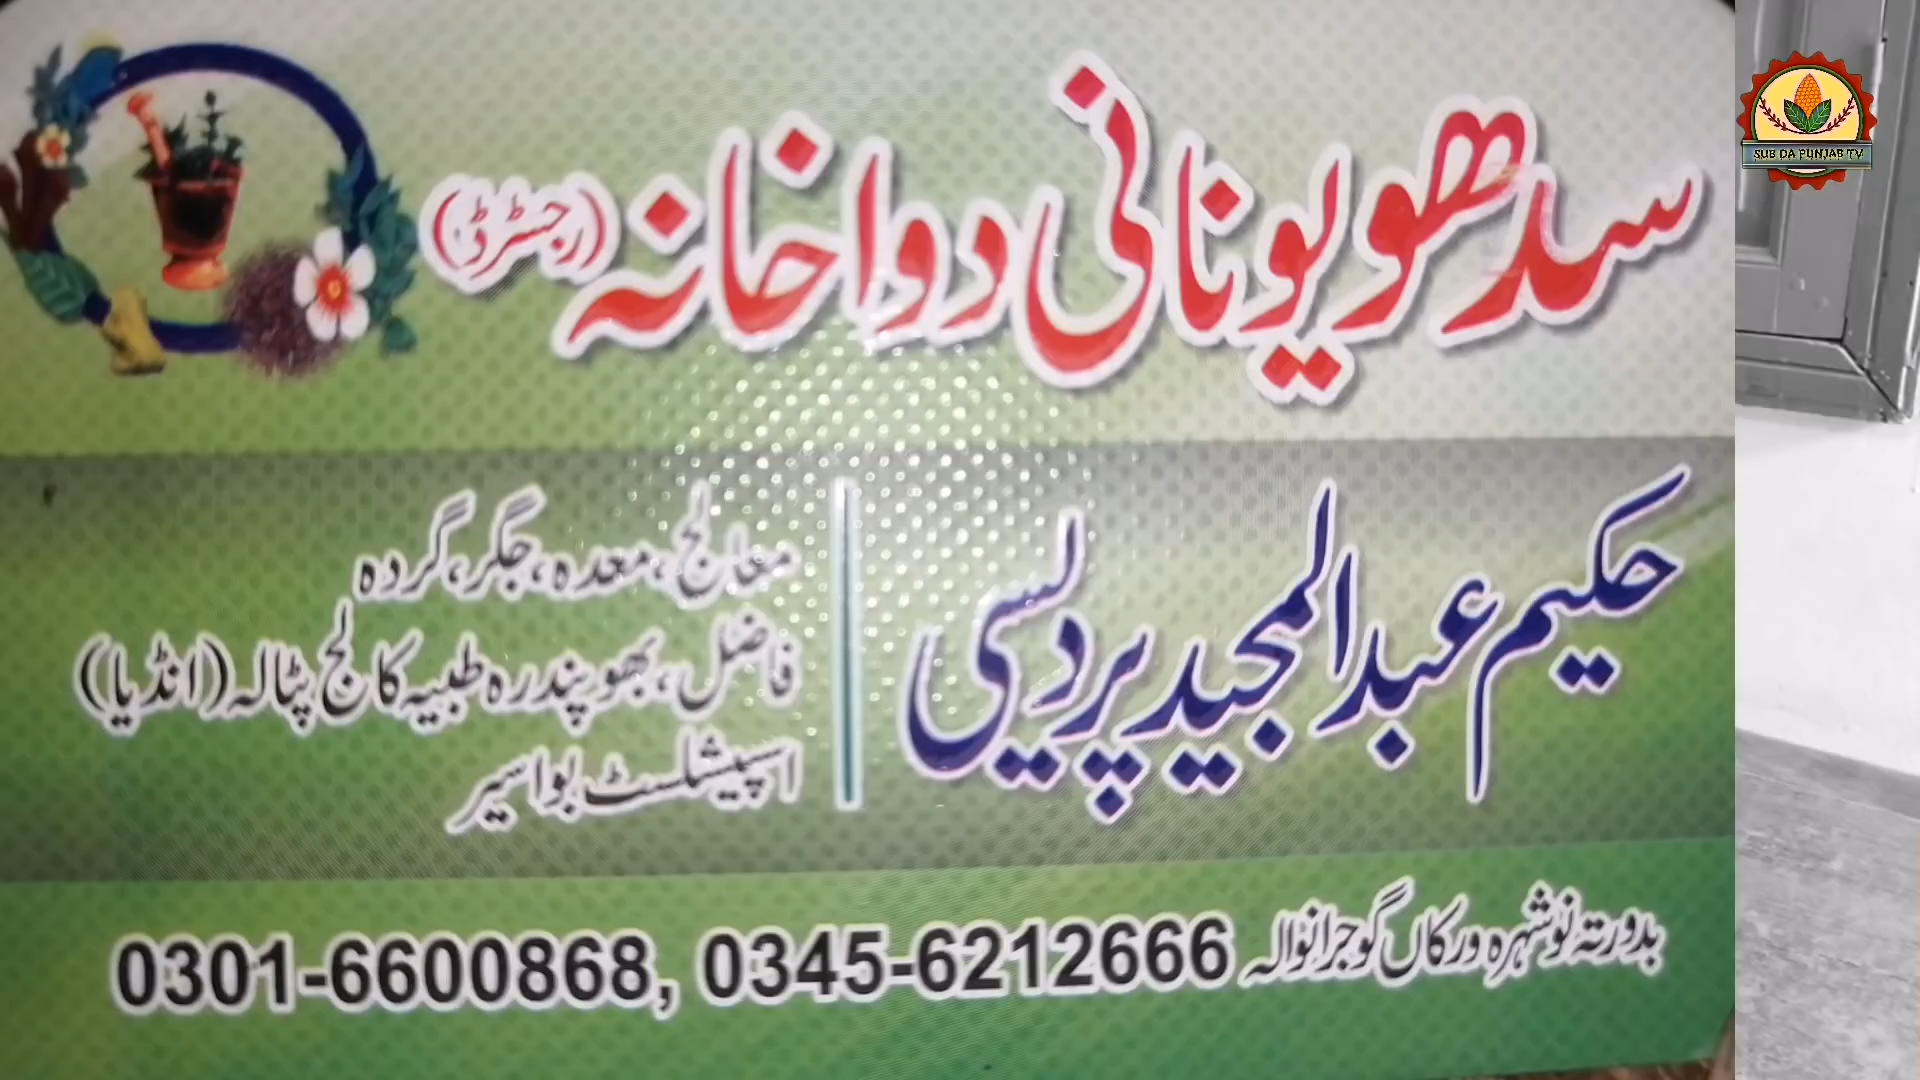 سدھو یونانی دواخانہ (رجسٹرڈ)
حکیم عبدالمجید پردیسی
معالج، معدہ، جگر، گردہ
فاضل، بھوپندرہ طبیہ کالج پٹالہ (انڈیا)
اسپیشلسٹ بواسیر
بدورتہ نوشہرہ ورکاں گوجرانوالہ 0301-6600868, 0345-6212666
SUB DA PUNJAB TV